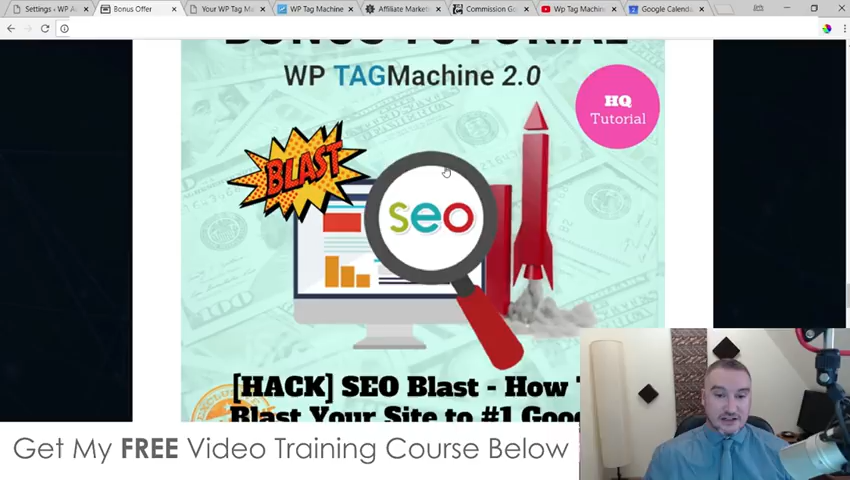 Settings - WP A
Bonus Offer
Your WP Tag M
WP Tag Machine
Affiliate Market
Commission Go
Wp Tag Machin
Google Calenda
WP TAGMachine 2.0
HQ
Tutorial
BLAST
seo
[HACK] SEO Blast - How
Blast Your Site to #1 Goo
Get My FREE Video Training Course Below